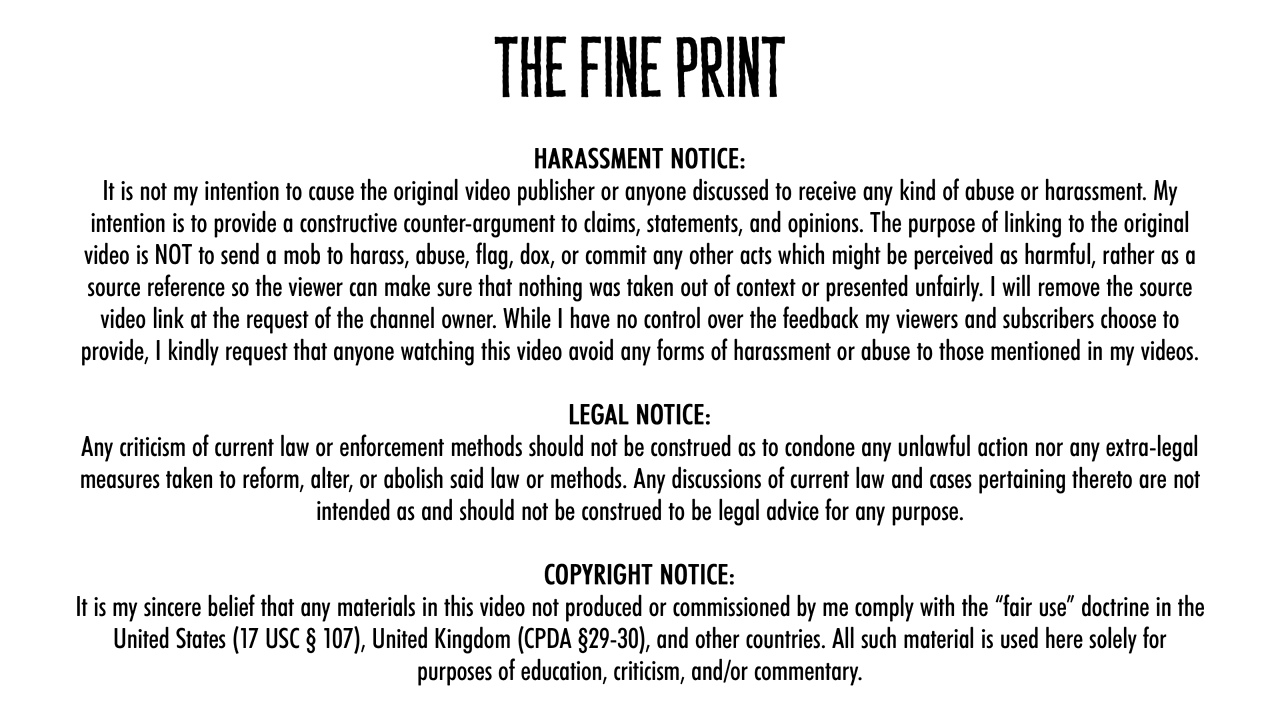 THE FINE PRINT
HARASSMENT NOTICE:
It is not my intention to cause the original video publisher or anyone discussed to receive any kind of abuse or harassment. My
intention is to provide a constructive counter-argument to claims, statements, and opinions. The purpose of linking to the original
video is NOT to send a mob to harass, abuse, flag, dox, or commit any other acts which might be perceived as harmful, rather as a
source reference so the viewer can make sure that nothing was taken out of context or presented unfairly. I will remove the source
video link at the request of the channel owner. While I have no control over the feedback my viewers and subscribers choose to
provide, I kindly request that anyone watching this video avoid any forms of harassment or abuse to those mentioned in my videos.
LEGAL NOTICE:
Any criticism of current law or enforcement methods should not be construed as to condone any unlawful action nor any extra-legal
measures taken to reform, alter, or abolish said law or methods. Any discussions of current law and cases pertaining thereto are not
intended as and should not be construed to be legal advice for any purpose.
COPYRIGHT NOTICE:
It is my sincere belief that any materials in this video not produced or commissioned by me comply with the “fair use” doctrine in the
United States (17 USC § 107), United Kingdom (CPDA §29-30), and other countries. All such material is used here solely for
purposes of education, criticism, and/or commentary.